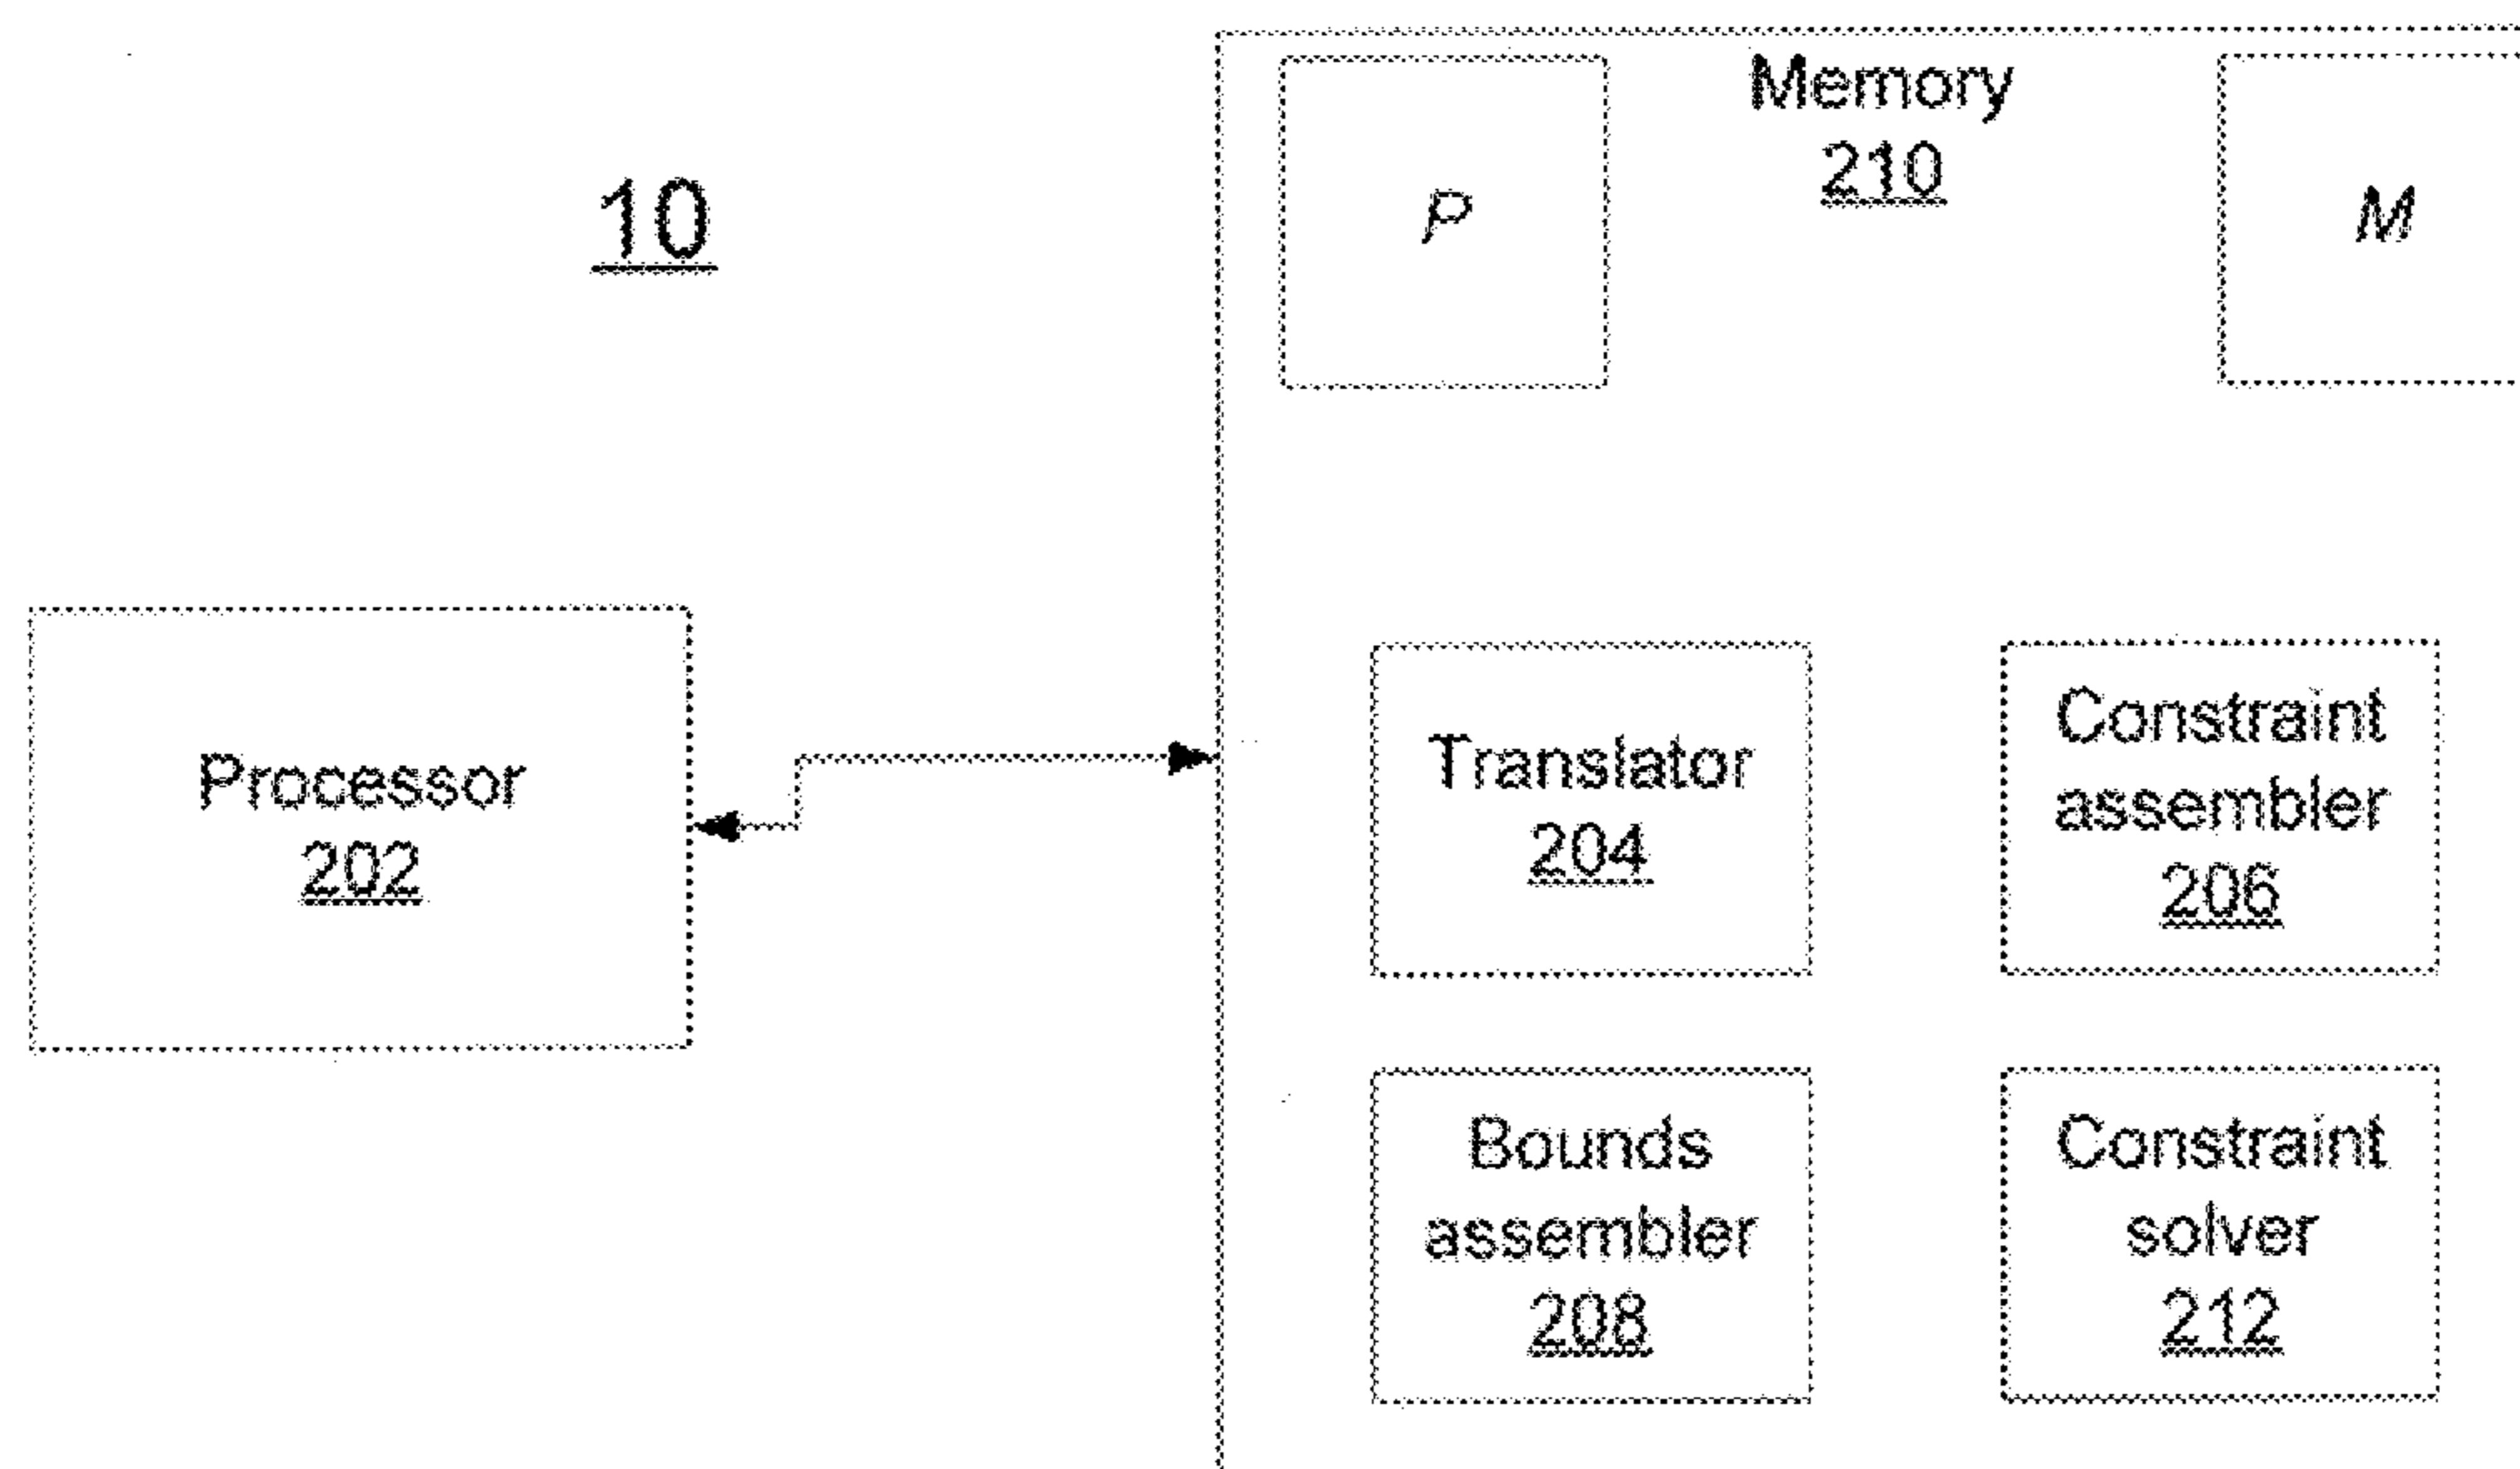 10
P
Memory
210
M
Processor
202
Translator
204
Constraint
assembler
206
Bounds
assembler
208
Constraint
solver
212